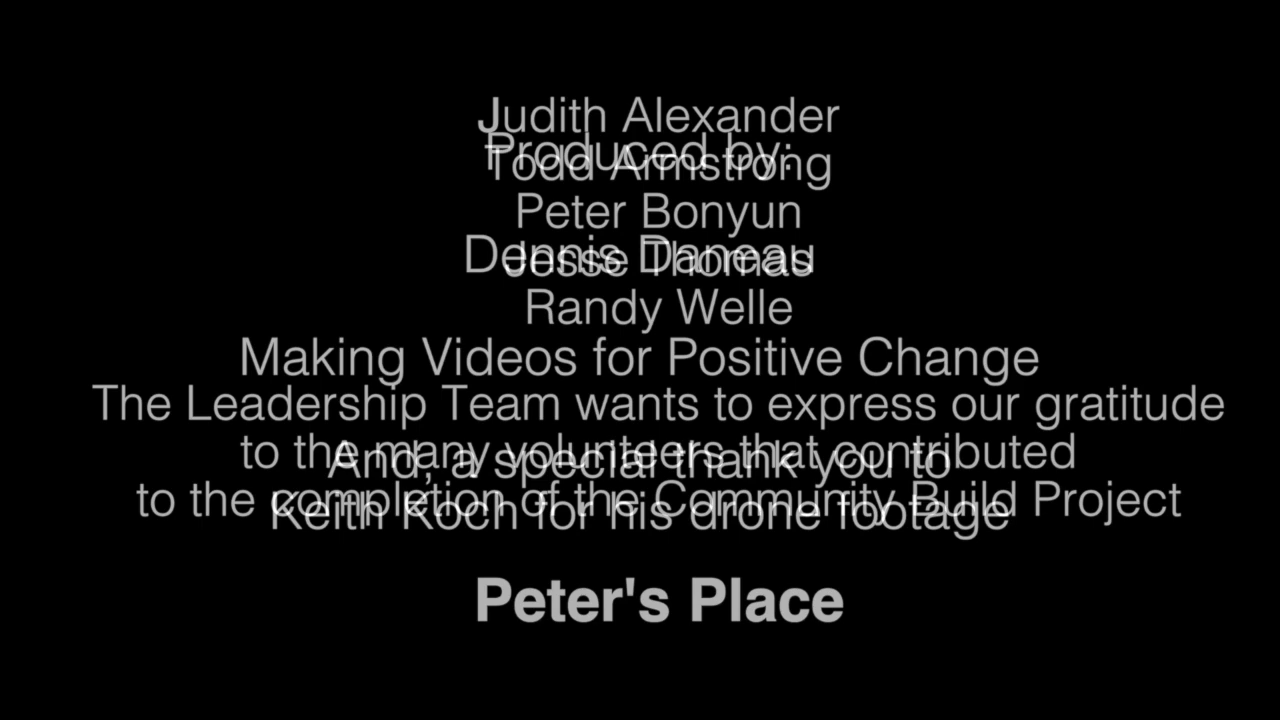 Judith Alexander
Produced by:
Todd Armstrong
Peter Bonyun
Dennis Daneau
Jesse Thomas
Randy Welle
Making Videos for Positive Change
The Leadership Team wants to express our gratitude
to the many volunteers that contributed
And, a special thank you to
to the completion of the Community Build Project
Keith Koch for his drone footage
Peter's Place